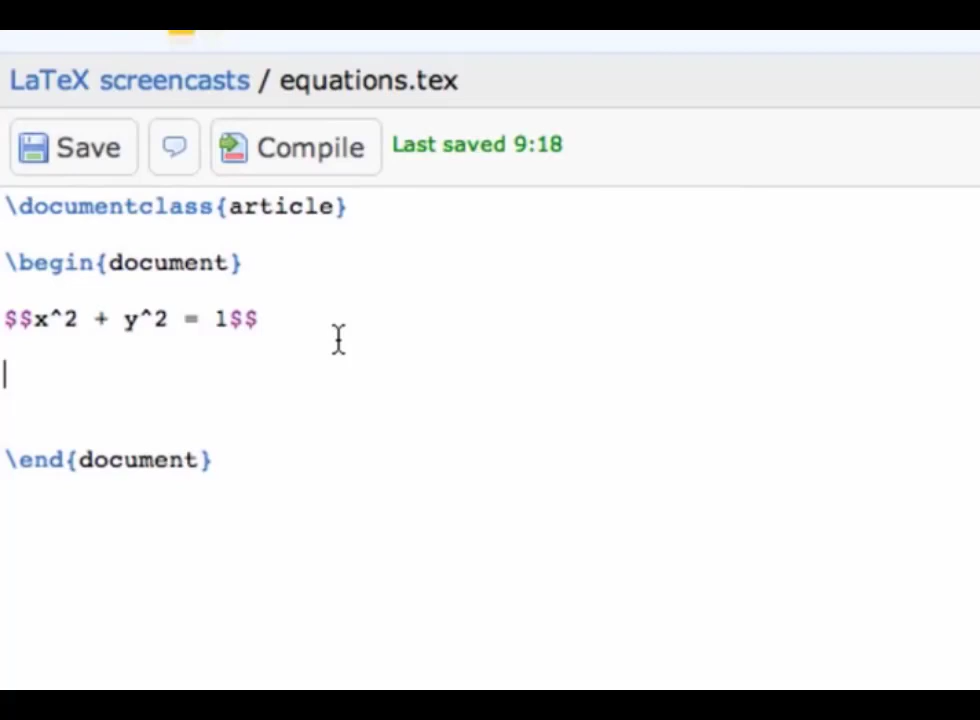 LaTeX screencasts / equations.tex
Save Compile Last saved 9:18
\documentclass{article}
\begin{document}
$$x^2 + y^2 = 1$$
\end{document}